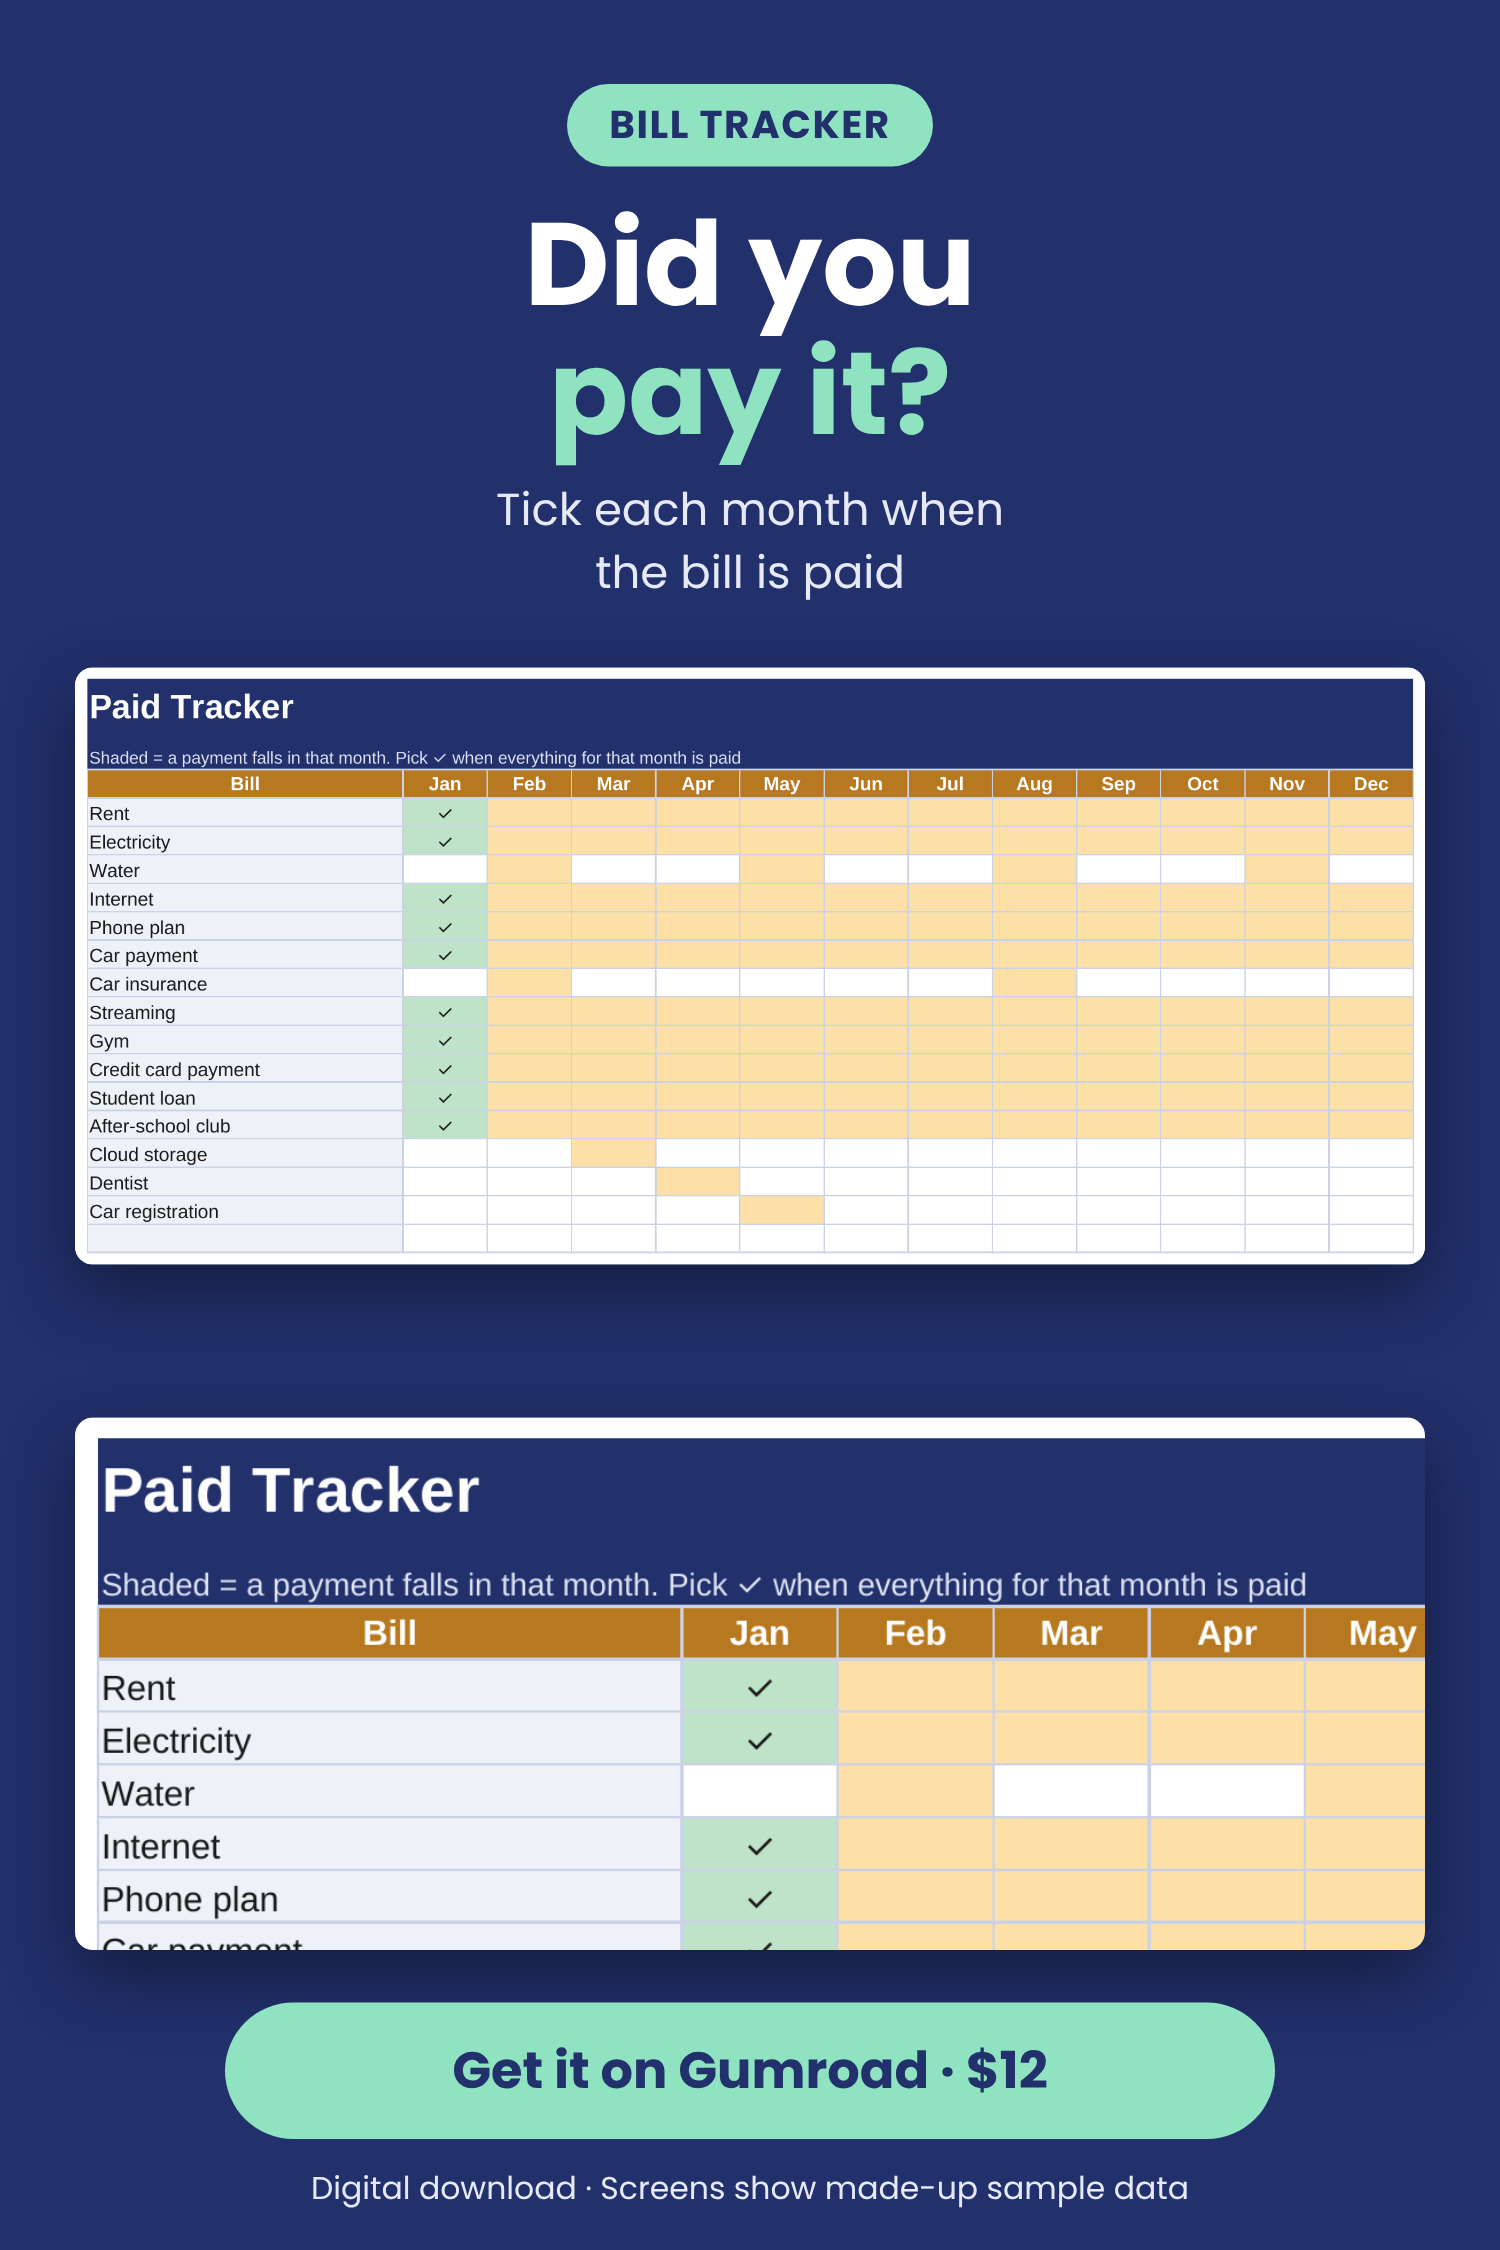 BILL TRACKER
Did you
pay it?
Tick each month when
the bill is paid
Paid Tracker
Shaded = a payment falls in that month. Pick ✓ when everything for that month is paid
Bill Jan Feb Mar Apr May Jun Jul Aug Sep Oct Nov Dec
Rent ✓
Electricity ✓
Water
Internet ✓
Phone plan ✓
Car payment ✓
Car insurance
Streaming ✓
Gym ✓
Credit card payment ✓
Student loan ✓
After-school club ✓
Cloud storage
Dentist
Car registration
Paid Tracker
Shaded = a payment falls in that month. Pick ✓ when everything for that month is paid
Bill Jan Feb Mar Apr May
Rent ✓
Electricity ✓
Water
Internet ✓
Phone plan ✓
Car payment ✓
Get it on Gumroad · $12
Digital download · Screens show made-up sample data